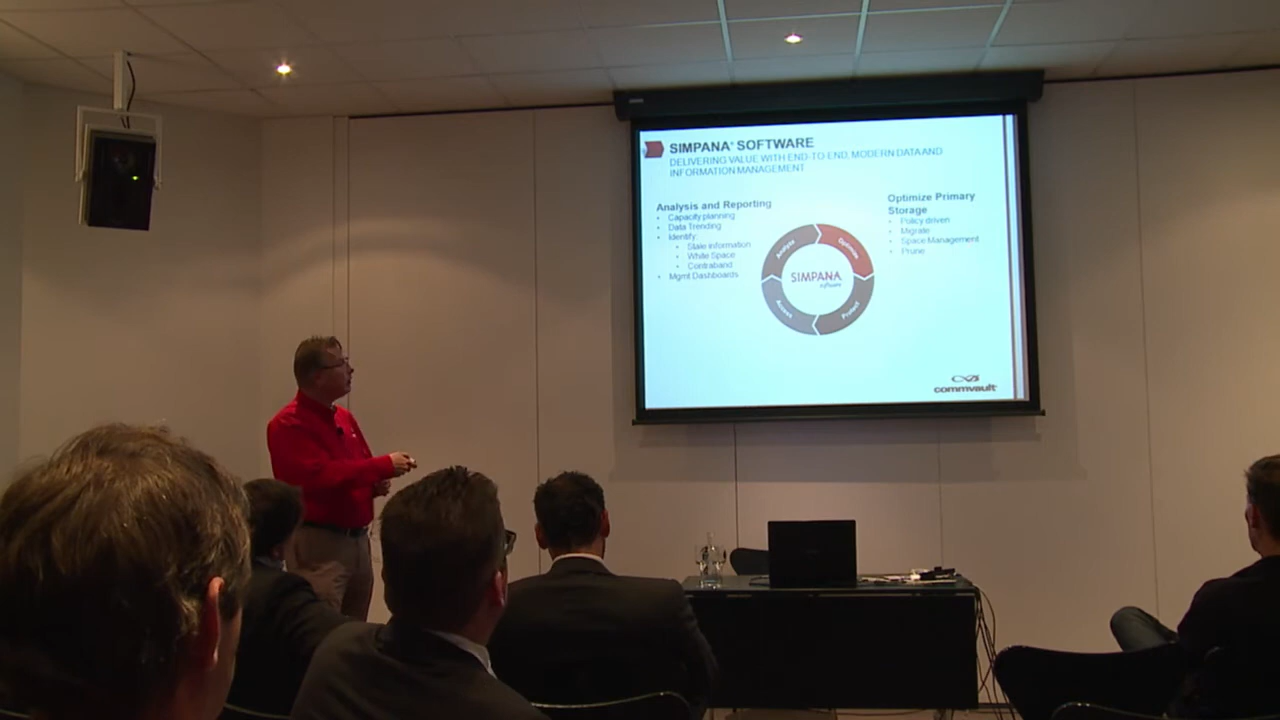 SIMPANA® SOFTWARE
DELIVERING VALUE WITH END-TO-END, MODERN DATA AND
INFORMATION MANAGEMENT
Analysis and Reporting
• Capacity planning
• Data Trending
• Identify:
• Stale information
• White Space
• Contraband
• Mgmt Dashboards
Optimize Primary
Storage
• Policy driven
• Migrate
• Space Management
• Prune
Analyze
Optimize
SIMPANA
software
Access
Protect
commvault